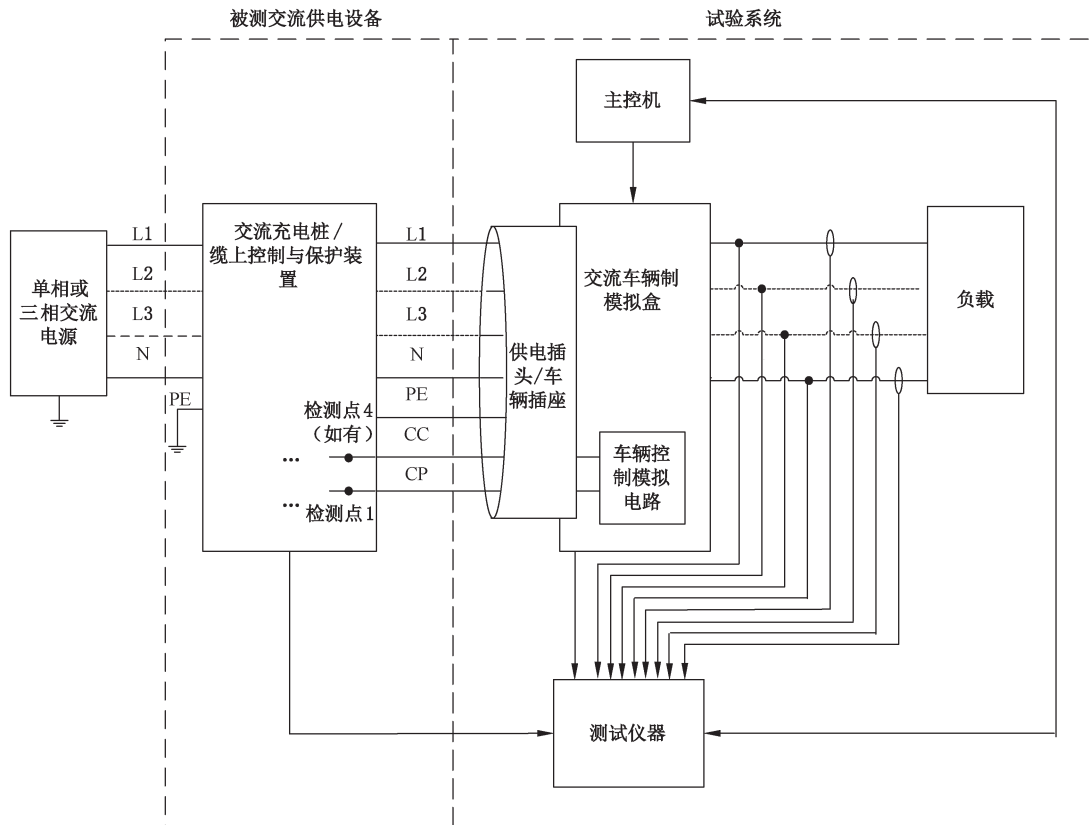 被测交流供电设备
试验系统
主控机
单相或
三相交流
电源
L1
L2
L3
N
PE
交流充电桩/
缆上控制与保护装
置
检测点4
（如有）
...
...
检测点1
L1
L2
L3
N
PE
CC
CP
供电插
头/车
辆插座
交流车辆制
模拟盒
车辆控
制模拟
电路
负载
测试仪器